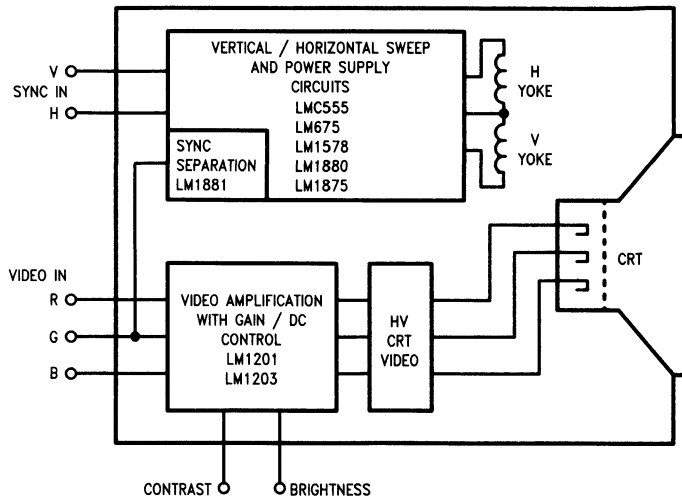 VERTICAL / HORIZONTAL SWEEP
AND POWER SUPPLY
CIRCUITS
LMC555
LM675
LM1578
LM1880
LM1875
SYNC
SEPARATION
LM1881
V
SYNC IN
H
H
YOKE
V
YOKE
CRT
VIDEO IN
R
G
B
VIDEO AMPLIFICATION
WITH GAIN / DC
CONTROL
LM1201
LM1203
HV
CRT
VIDEO
CONTRAST
BRIGHTNESS